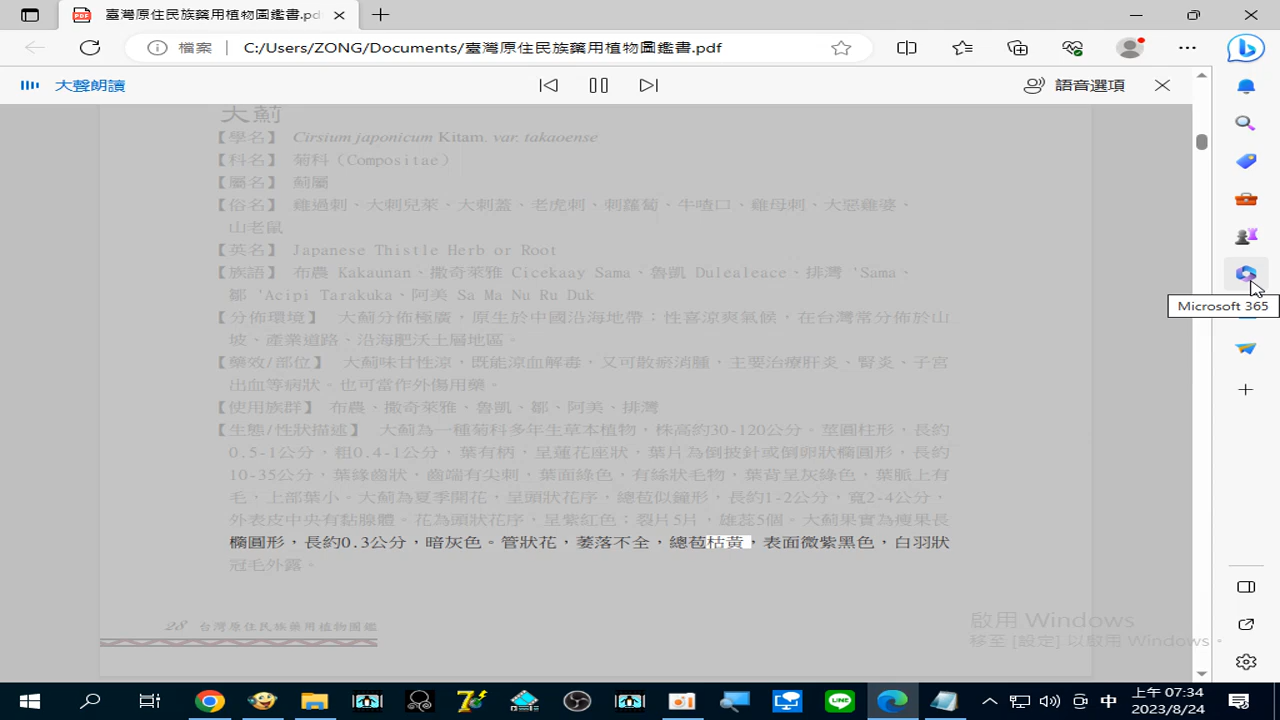 臺灣原住民族藥用植物圖鑑書.pdf
檔案
C:/Users/ZONG/Documents/臺灣原住民族藥用植物圖鑑書.pdf
大聲朗讀
語音選項
大薊
【學名】 Cirsium japonicum Kitam. var. takaoense
【科名】 菊科（Compositae）
【屬名】 薊屬
【俗名】 雞過刺、大刺兒菜、大刺蓋、老虎刺、刺蘿蔔、牛喳口、雞母刺、大惡雞婆、
山老鼠
【英名】 Japanese Thistle Herb or Root
【族語】 布農 Kakaunan、撒奇萊雅 Cicekaay Sama、魯凱 Dulealeace、排灣 'Sama、
鄒 'Acipi Tarakuka、阿美 Sa Ma Nu Ru Duk
【分佈環境】 大薊分佈極廣，原生於中國沿海地帶；性喜涼爽氣候，在台灣常分佈於山
坡、產業道路、沿海肥沃土層地區。
【藥效/部位】 大薊味甘性涼，既能涼血解毒，又可散瘀消腫，主要治療肝炎、腎炎、子宮
出血等病狀。也可當作外傷用藥。
【使用族群】 布農、撒奇萊雅、魯凱、鄒、阿美、排灣
【生態/性狀描述】 大薊為一種菊科多年生草本植物，株高約30-120公分。莖圓柱形，長約
0.5-1公分，粗0.4-1公分，葉有柄，呈蓮花座狀，葉片為倒披針或倒卵狀橢圓形，長約
10-35公分，葉緣齒狀，齒端有尖刺，葉面綠色，有絲狀毛物，葉背呈灰綠色，葉脈上有
毛，上部葉小。大薊為夏季開花，呈頭狀花序，總苞似鐘形，長約1-2公分，寬2-4公分，
外表皮中央有黏腺體。花為頭狀花序，呈紫紅色；裂片5片，雄蕊5個。大薊果實為瘦果長
橢圓形，長約0.3公分，暗灰色。管狀花，萎落不全，總苞枯黃，表面微紫黑色，白羽狀
冠毛外露。
28 台灣原住民族藥用植物圖鑑
Microsoft 365
啟用 Windows
移至 [設定] 以啟用 Windows。
中
上午 07:34
2023/8/24